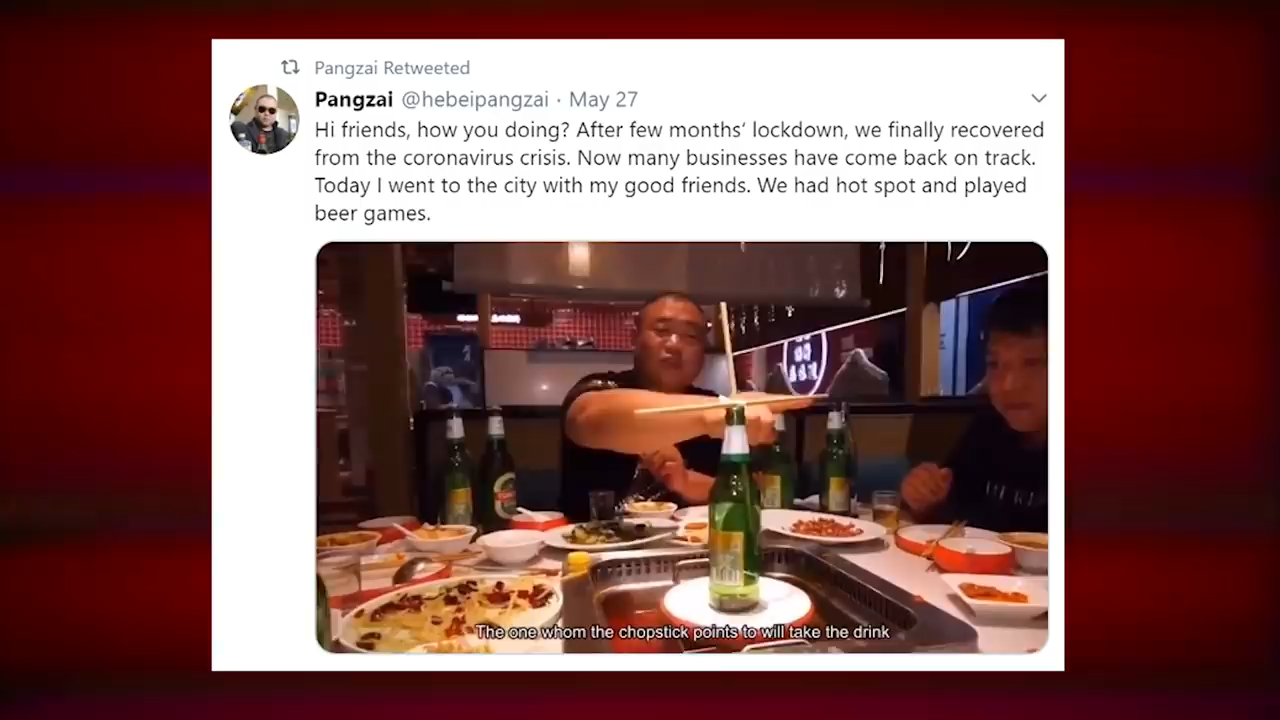 Pangzai Retweeted
Pangzai @hebeipangzai · May 27
Hi friends, how you doing? After few months‘ lockdown, we finally recovered
from the coronavirus crisis. Now many businesses have come back on track.
Today I went to the city with my good friends. We had hot spot and played
beer games.
The one whom the chopstick points to will take the drink